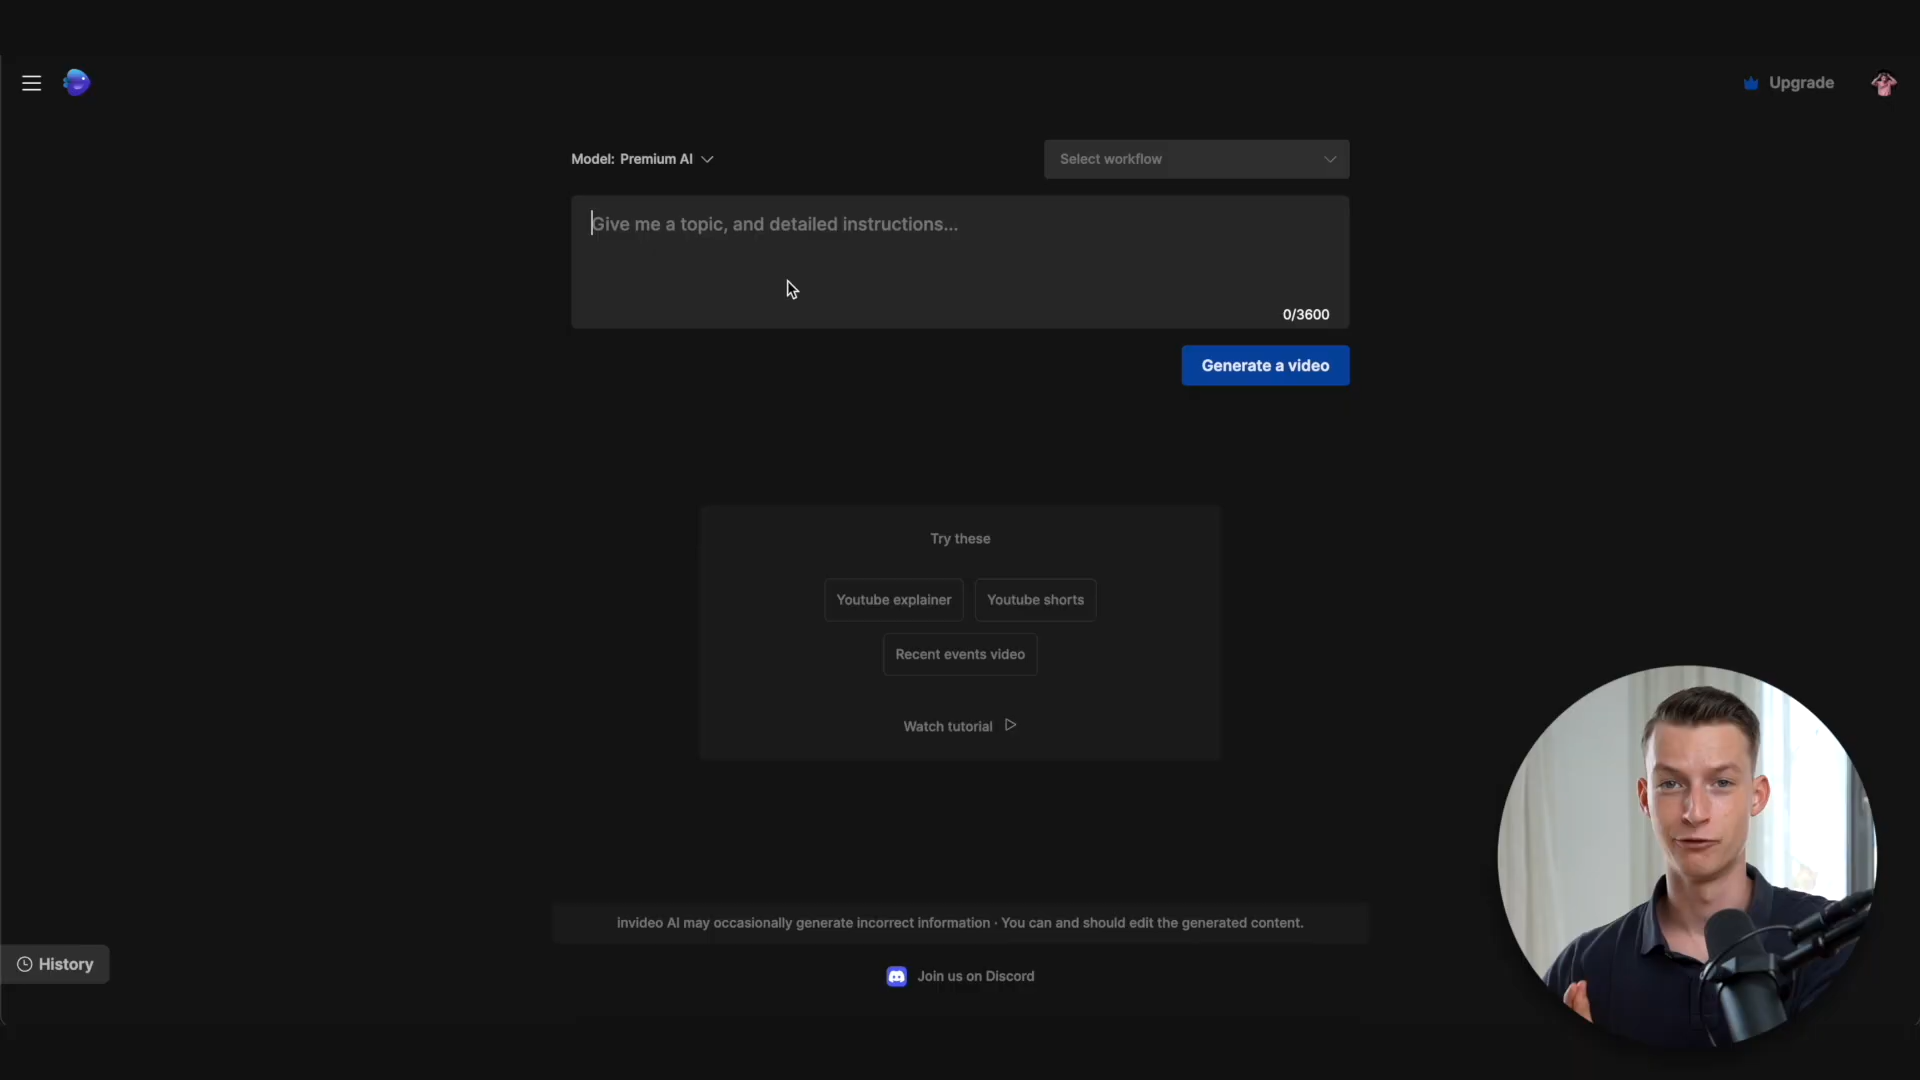 Upgrade
Model: Premium AI
Select workflow
Give me a topic, and detailed instructions...
0/3600
Generate a video
Try these
Youtube explainer
Youtube shorts
Recent events video
Watch tutorial
invideo AI may occasionally generate incorrect information · You can and should edit the generated content.
History
Join us on Discord